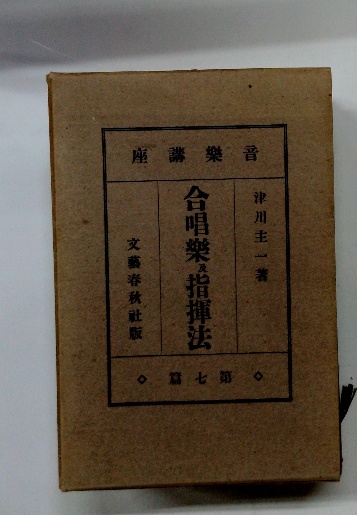 音樂講座
津川主一著
合唱樂及指揮法
文藝春秋社版
◇第七篇◇